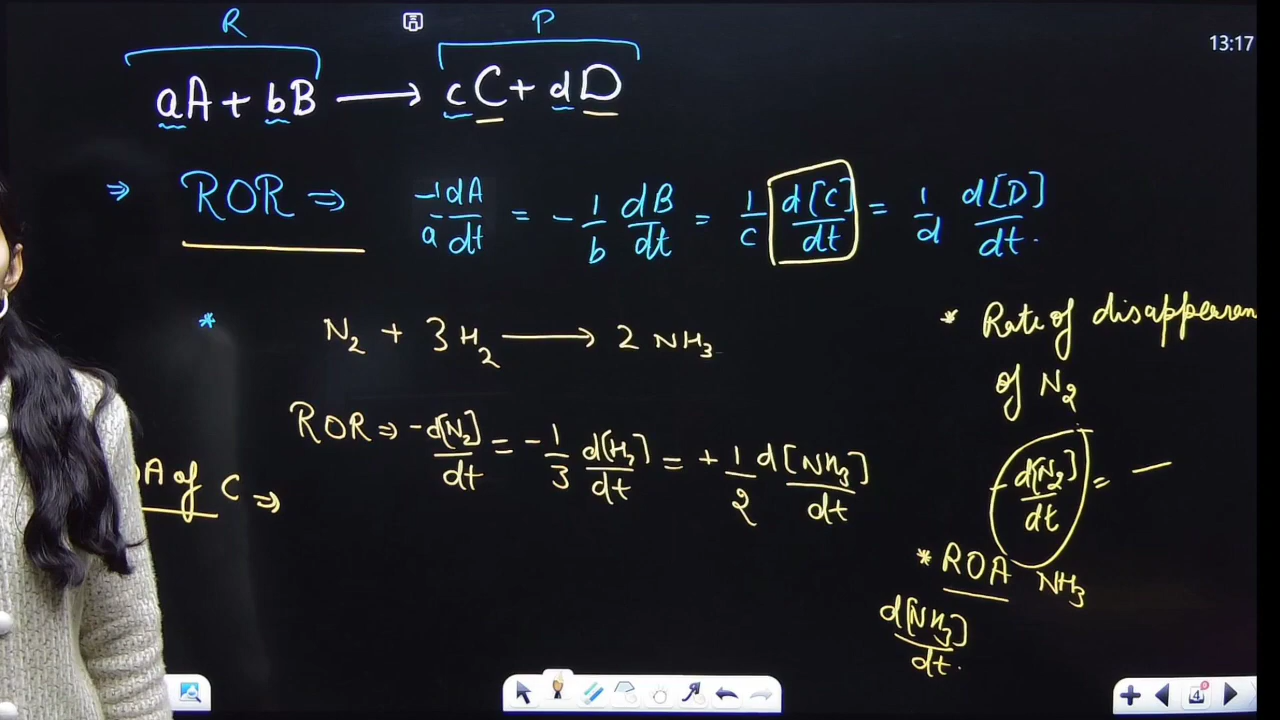 R P
13:17
aA + bB ⟶ cC + dD
⇒ ROR ⇒ -1/a dA/dt = -1/b dB/dt = 1/c d[C]/dt = 1/d d[D]/dt.
* N₂ + 3H₂ ⟶ 2NH₃
* Rate of disappearen
of N₂
ROR ⇒ -d[N₂]/dt = -1/3 d[H₂]/dt = +1/2 d[NH₃]/dt
-d[N₂]/dt = —
A of C ⇒
* ROA NH₃
d[NH₃]/dt.
4